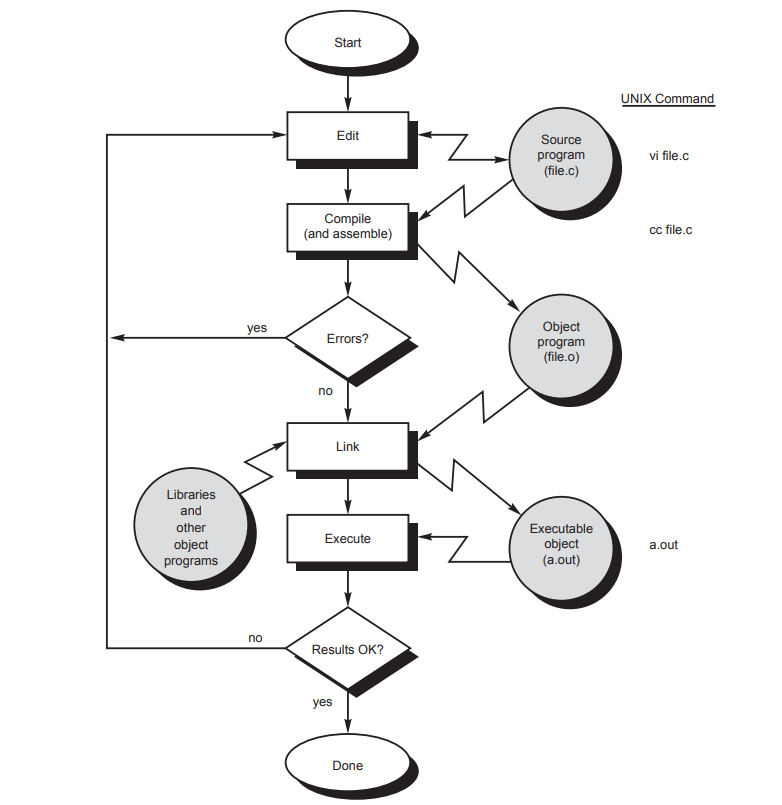 Start
UNIX Command
Edit
Source
program
(file.c)
vi file.c
Compile
(and assemble)
cc file.c
Errors?
yes
no
Object
program
(file.o)
Link
Libraries
and
other
object
programs
Execute
Executable
object
(a.out)
a.out
Results OK?
no
yes
Done